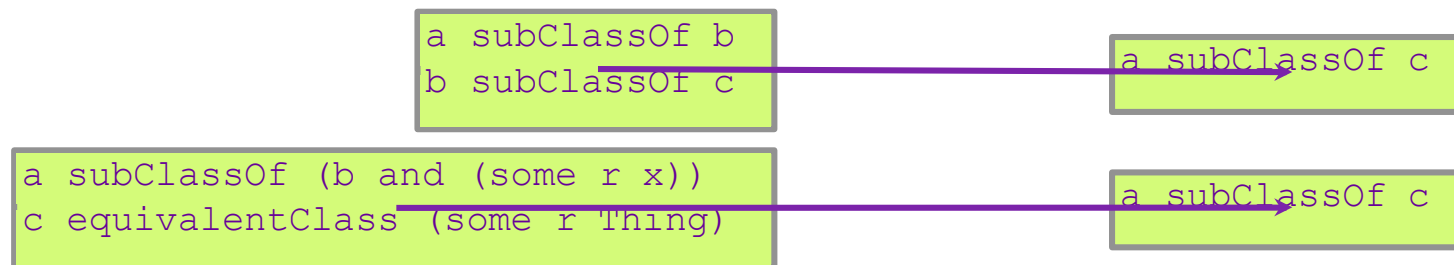 a subClassOf b
b subClassOf c
a subClassOf c
a subClassOf (b and (some r x))
c equivalentClass (some r Thing)
a subClassOf c